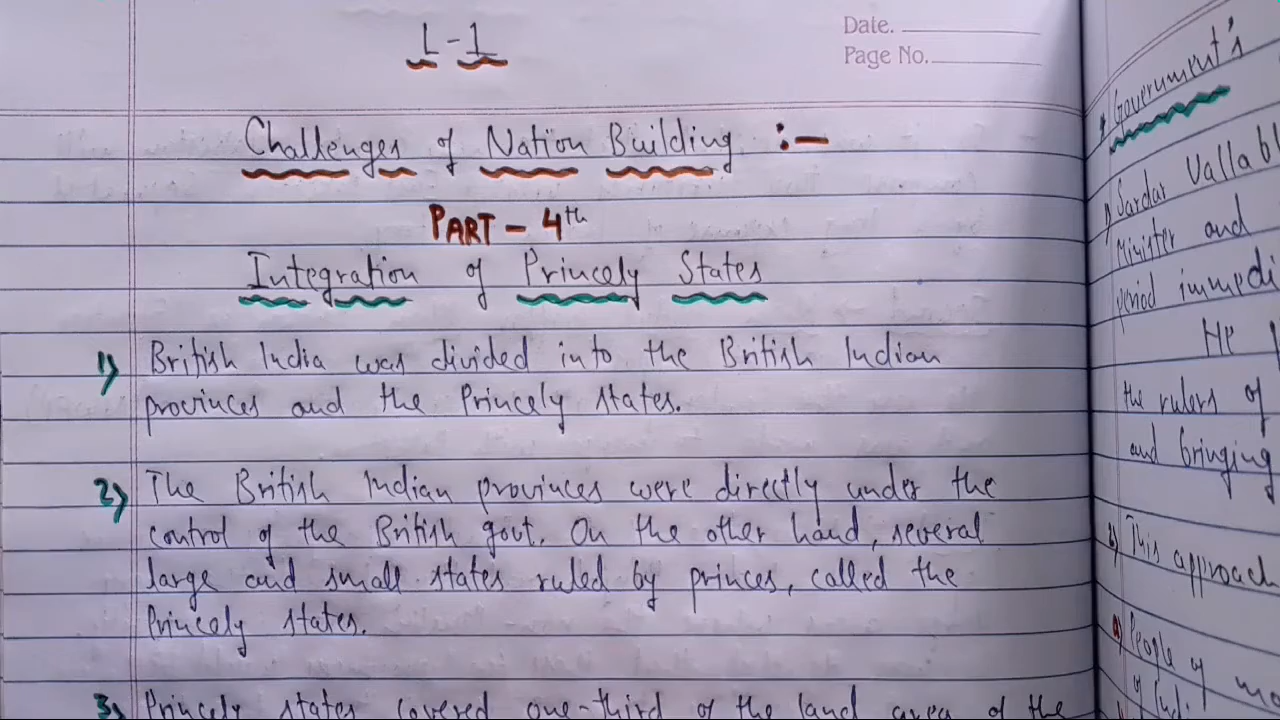 Date.
Page No.
L-1
Challenges of Nation Building :-
PART - 4th
Integration of Princely States
1) British India was divided into the British Indian
provinces and the Princely states.
2) The British Indian provinces were directly under the
control of the British govt. On the other hand, several
large and small states ruled by princes, called the
Princely states.
3) Princely states covered one-third of the land area of the
Government's
1) Sardar
Minister and
period
He
the rulers of
and bringing
b) This approach
a) People of
of